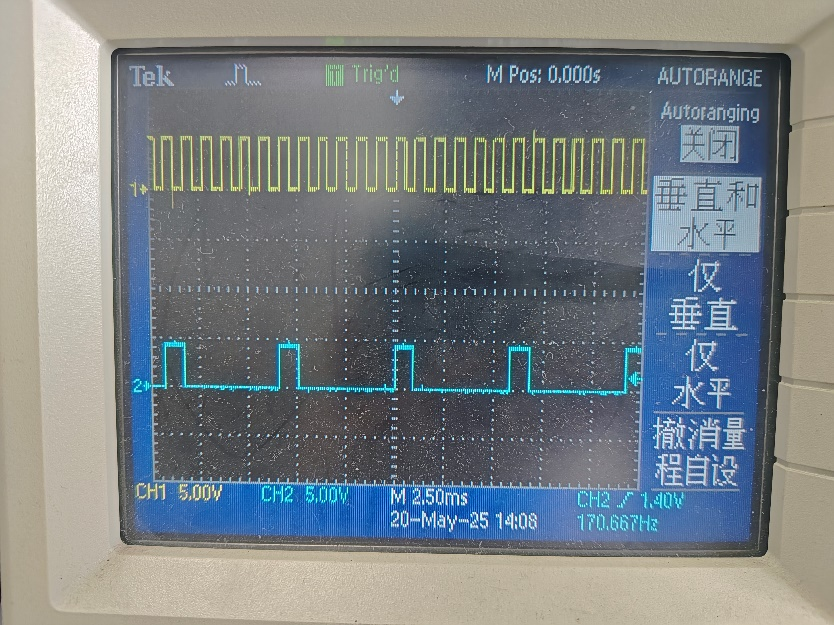 Tek Trig'd M Pos: 0.000s AUTORANGE
Autoranging
关闭
垂直和
水平
仅
垂直
仅
水平
撤消量
程自设
1
2
CH1 5.00V CH2 5.00V M 2.50ms CH2 1.40V
20-May-25 14:08 170.667Hz